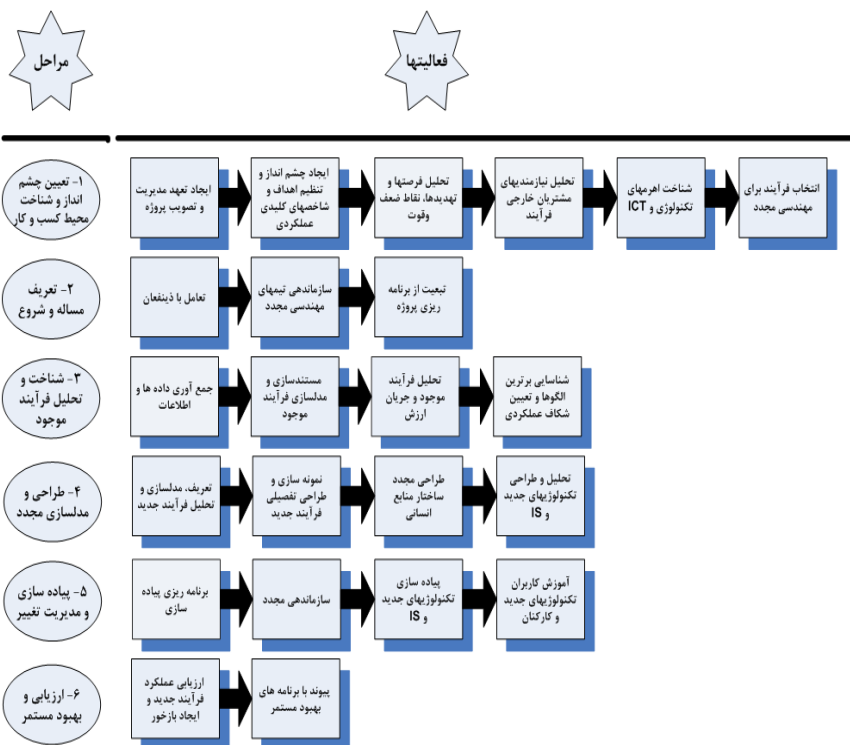 مراحل
فعالیتها
۱- تعیین چشم
انداز و شناخت
محیط کسب و کار
ایجاد تعهد مدیریت
و تصویب پروژه
ایجاد چشم انداز و
تنظیم اهداف و
شاخصهای کلیدی
عملکردی
تحلیل فرصتها و
تهدیدها، نقاط ضعف
وقوت
تحلیل نیازمندیهای
مشتریان خارجی
فرآیند
شناخت اهرمهای
تکنولوژی و ICT
انتخاب فرآیند برای
مهندسی مجدد
۲- تعریف
مساله و شروع
تعامل با ذینفعان
سازماندهی تیمهای
مهندسی مجدد
تبعیت از برنامه
ریزی پروژه
۳- شناخت و
تحلیل فرآیند
موجود
جمع آوری داده ها و
اطلاعات
مستندسازی و
مدلسازی فرآیند
موجود
تحلیل فرآیند
موجود و جریان
ارزش
شناسایی برترین
الگوها و تعیین
شکاف عملکردی
۴- طراحی و
مدلسازی مجدد
تعریف، مدلسازی و
تحلیل فرآیند جدید
نمونه سازی و
طراحی تفصیلی
فرآیند جدید
طراحی مجدد
ساختار منابع
انسانی
تحلیل و طراحی
تکنولوژیهای جدید
و IS
۵- پیاده سازی
و مدیریت تغییر
برنامه ریزی پیاده
سازی
سازماندهی مجدد
پیاده سازی
تکنولوژیهای جدید
و IS
آموزش کاربران
تکنولوژیهای جدید
و کارکنان
۶- ارزیابی و
بهبود مستمر
ارزیابی عملکرد
فرآیند جدید و
ایجاد بازخور
پیوند با برنامه های
بهبود مستمر